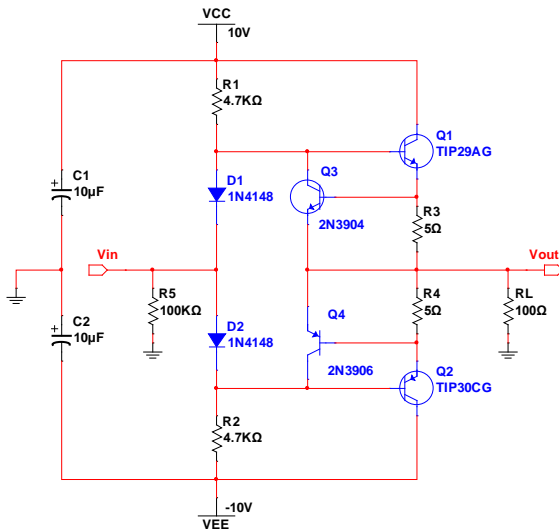 VCC
10V
R1
4.7KΩ
Q1
TIP29AG
Q3
C1
10µF
D1
1N4148
2N3904
R3
5Ω
Vin
Vout
R5
100KΩ
R4
5Ω
RL
100Ω
C2
10µF
D2
1N4148
Q4
2N3906
Q2
TIP30CG
R2
4.7KΩ
-10V
VEE
+
+